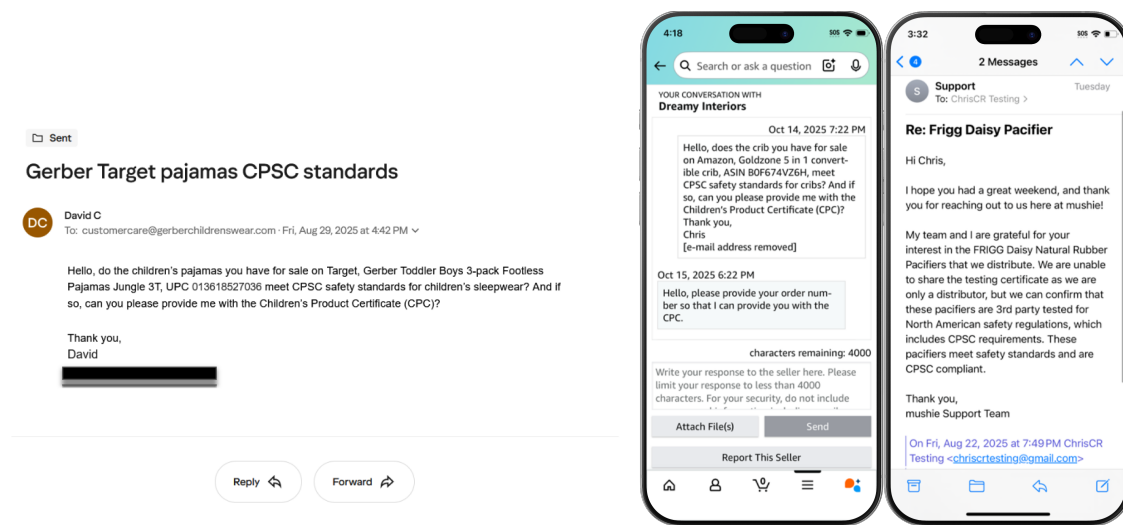 Sent
Gerber Target pajamas CPSC standards
DC
David C
To: customercare@gerberchildrenswear.com · Fri, Aug 29, 2025 at 4:42 PM
Hello, do the children's pajamas you have for sale on Target, Gerber Toddler Boys 3-pack Footless
Pajamas Jungle 3T, UPC 013618527036 meet CPSC safety standards for children's sleepwear? And if
so, can you please provide me with the Children's Product Certificate (CPC)?
Thank you,
David
Reply
Forward
4:18
SOS
Search or ask a question
YOUR CONVERSATION WITH
Dreamy Interiors
Oct 14, 2025 7:22 PM
Hello, does the crib you have for sale
on Amazon, Goldzone 5 in 1 convert-
ible crib, ASIN B0F674VZ6H, meet
CPSC safety standards for cribs? And if
so, can you please provide me with the
Children's Product Certificate (CPC)?
Thank you,
Chris
[e-mail address removed]
Oct 15, 2025 6:22 PM
Hello, please provide your order num-
ber so that I can provide you with the
CPC.
characters remaining: 4000
Write your response to the seller here. Please
limit your response to less than 4000
characters. For your security, do not include
Attach File(s)
Send
Report This Seller
0
3:32
SOS
4
2 Messages
S
Support
Tuesday
To: ChrisCR Testing >
Re: Frigg Daisy Pacifier
Hi Chris,
I hope you had a great weekend, and thank
you for reaching out to us here at mushie!
My team and I are grateful for your
interest in the FRIGG Daisy Natural Rubber
Pacifiers that we distribute. We are unable
to share the testing certificate as we are
only a distributor, but we can confirm that
these pacifiers are 3rd party tested for
North American safety regulations, which
includes CPSC requirements. These
pacifiers meet safety standards and are
CPSC compliant.
Thank you,
mushie Support Team
On Fri, Aug 22, 2025 at 7:49 PM ChrisCR
Testing <chriscrtesting@gmail.com>